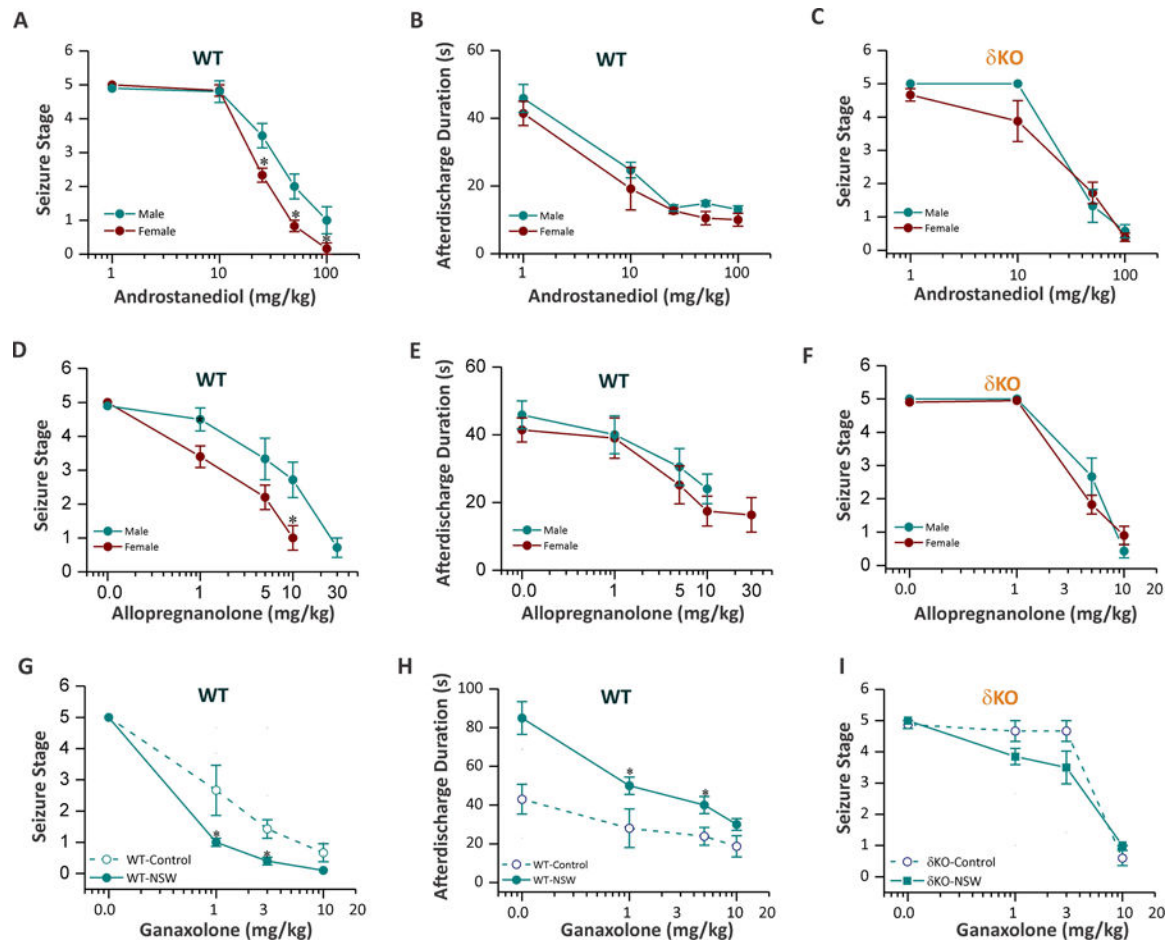 A
WT
6
5
4
3
2
1
0
Seizure Stage
*
*
*
Male
Female
1
10
100
Androstanediol (mg/kg)
B
WT
60
40
20
0
Afterdischarge Duration (s)
Male
Female
1
10
100
Androstanediol (mg/kg)
C
δKO
6
5
4
3
2
1
0
Seizure Stage
Male
Female
1
10
100
Androstanediol (mg/kg)
D
WT
6
5
4
3
2
1
0
Seizure Stage
*
*
Male
Female
0.0
1
5
10
30
Allopregnanolone (mg/kg)
E
WT
60
40
20
0
Afterdischarge Duration (s)
Male
Female
0.0
1
5
10
30
Allopregnanolone (mg/kg)
F
δKO
6
5
4
3
2
1
0
Seizure Stage
Male
Female
0.0
1
3
10
20
Allopregnanolone (mg/kg)
G
WT
6
5
4
3
2
1
0
Seizure Stage
*
*
WT-Control
WT-NSW
0.0
1
3
10
20
Ganaxolone (mg/kg)
H
WT
100
80
60
40
20
0
Afterdischarge Duration (s)
*
*
WT-Control
WT-NSW
0.0
1
5
10
20
Ganaxolone (mg/kg)
I
δKO
6
5
4
3
2
1
0
Seizure Stage
δKO-Control
δKO-NSW
0.0
1
3
10
20
Ganaxolone (mg/kg)